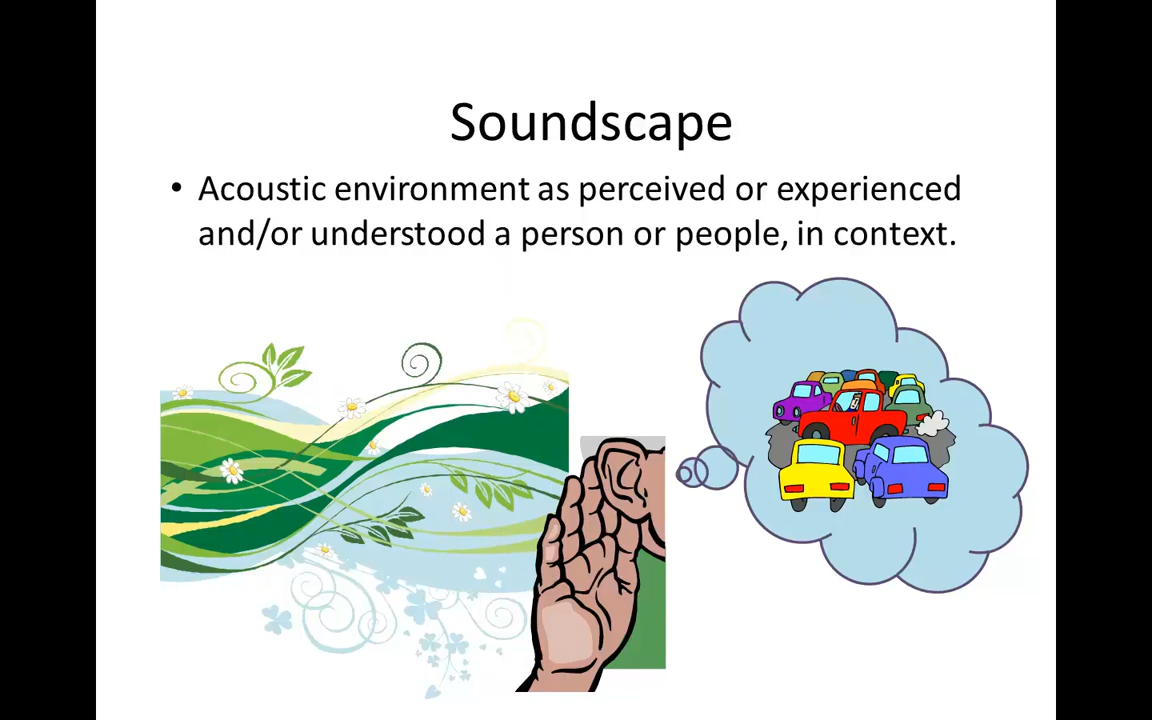 Soundscape
• Acoustic environment as perceived or experienced
and/or understood a person or people, in context.